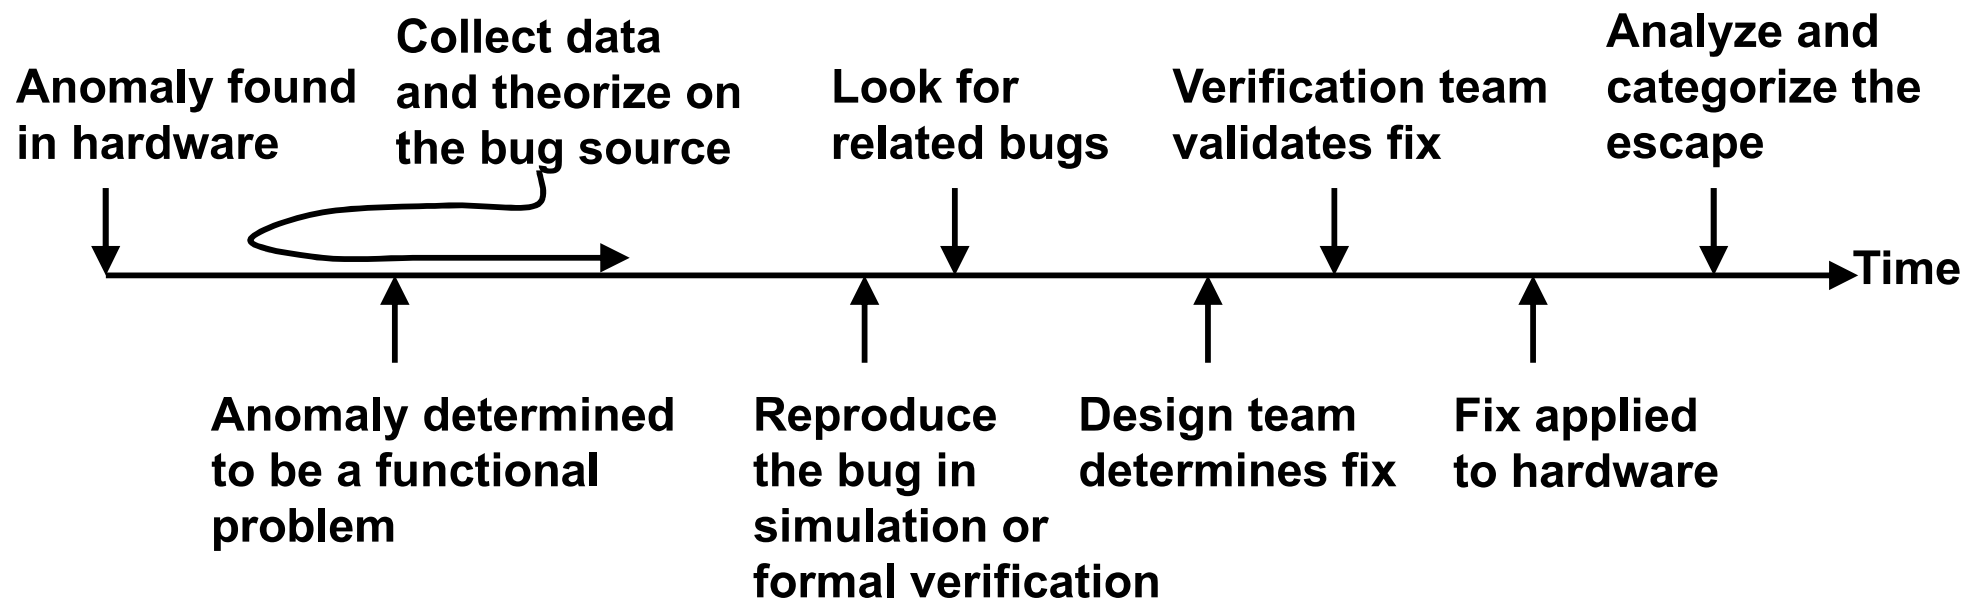 Anomaly found
in hardware
Collect data
and theorize on
the bug source
Look for
related bugs
Verification team
validates fix
Analyze and
categorize the
escape
Time
Anomaly determined
to be a functional
problem
Reproduce
the bug in
simulation or
formal verification
Design team
determines fix
Fix applied
to hardware